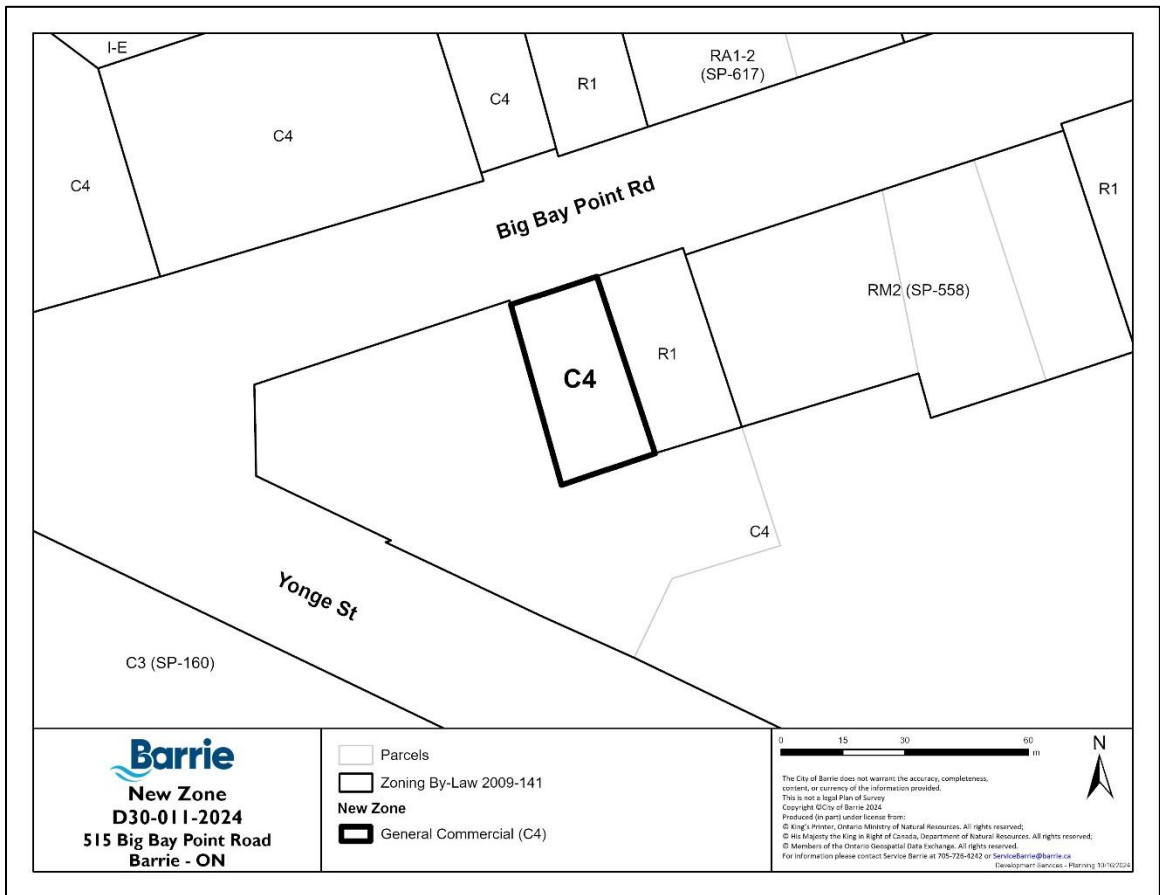 I-E
RA1-2
(SP-617)
C4
R1
C4
C4
R1
Big Bay Point Rd
RM2 (SP-558)
R1
C4
C4
Yonge St
C3 (SP-160)
Barrie
New Zone
D30-011-2024
515 Big Bay Point Road
Barrie - ON
Parcels
Zoning By-Law 2009-141
New Zone
General Commercial (C4)
0 15 30 60
m
N
The City of Barrie does not warrant the accuracy, completeness,
content, or currency of the information provided.
This is not a legal Plan of Survey
Copyright ©City of Barrie 2024
Produced (in part) under license from:
© King's Printer, Ontario Ministry of Natural Resources. All rights reserved;
© His Majesty the King in Right of Canada, Department of Natural Resources. All rights reserved;
© Members of the Ontario Geospatial Data Exchange. All rights reserved.
For information please contact Service Barrie at 705-726-4242 or ServiceBarrie@barrie.ca
Development Services - Planning 10/16/2024